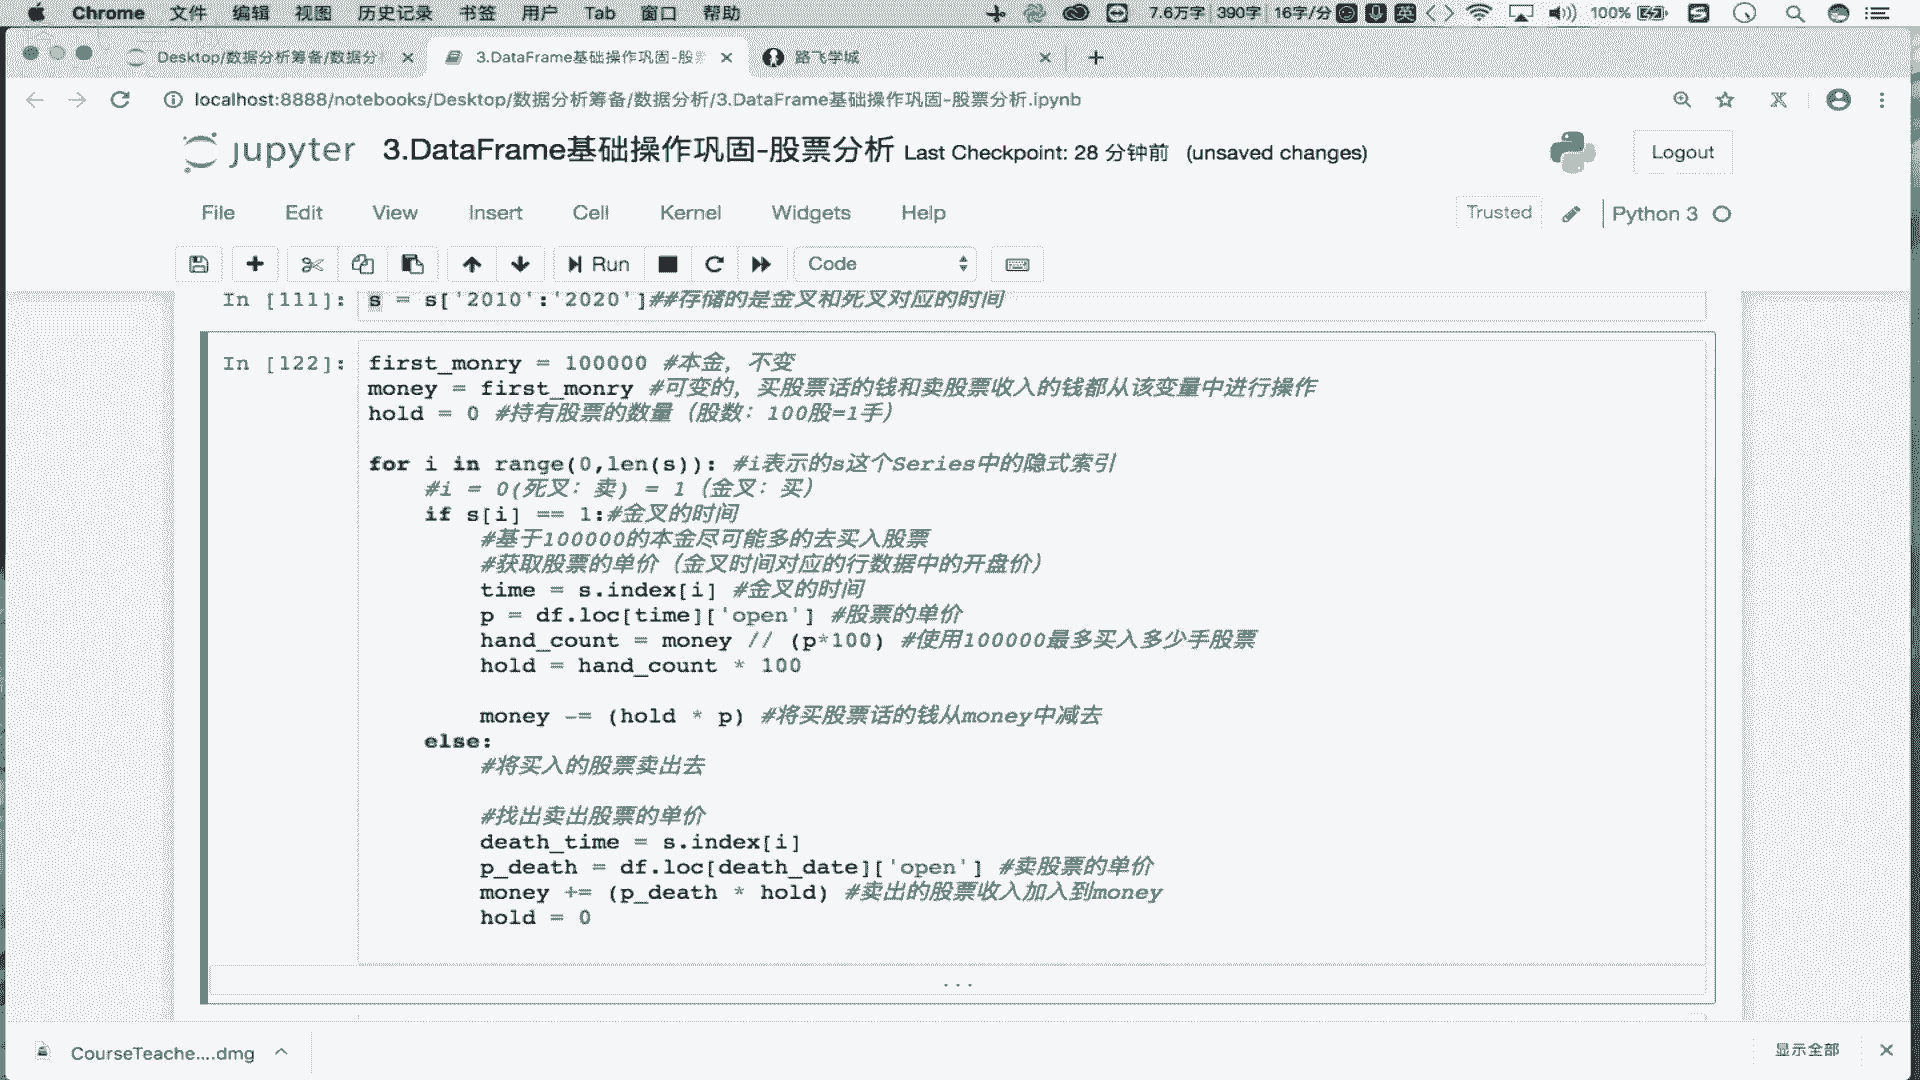 Chrome 文件 编辑 视图 历史记录 书签 用户 Tab 窗口 帮助 7.6万字 390字 16字/分 英 100%
Desktop/数据分析筹备/数据分 3.DataFrame基础操作巩固-股 路飞学城
localhost:8888/notebooks/Desktop/数据分析筹备/数据分析/3.DataFrame基础操作巩固-股票分析.ipynb
jupyter 3.DataFrame基础操作巩固-股票分析 Last Checkpoint: 28 分钟前 (unsaved changes) Logout
File Edit View Insert Cell Kernel Widgets Help Trusted Python 3
Run Code
In [111]: s = s['2010':'2020']##存储的是金叉和死叉对应的时间
In [122]: first_monry = 100000 #本金，不变
money = first_monry #可变的，买股票话的钱和卖股票收入的钱都从该变量中进行操作
hold = 0 #持有股票的数量（股数：100股=1手）
for i in range(0,len(s)): #i表示的s这个Series中的隐式索引
#i = 0(死叉：卖) = 1（金叉：买）
if s[i] == 1:#金叉的时间
#基于100000的本金尽可能多的去买入股票
#获取股票的单价（金叉时间对应的行数据中的开盘价）
time = s.index[i] #金叉的时间
p = df.loc[time]['open'] #股票的单价
hand_count = money // (p*100) #使用100000最多买入多少手股票
hold = hand_count * 100
money -= (hold * p) #将买股票话的钱从money中减去
else:
#将买入的股票卖出去
#找出卖出股票的单价
death_time = s.index[i]
p_death = df.loc[death_date]['open'] #卖股票的单价
money += (p_death * hold) #卖出的股票收入加入到money
hold = 0
...
CourseTeache....dmg 显示全部